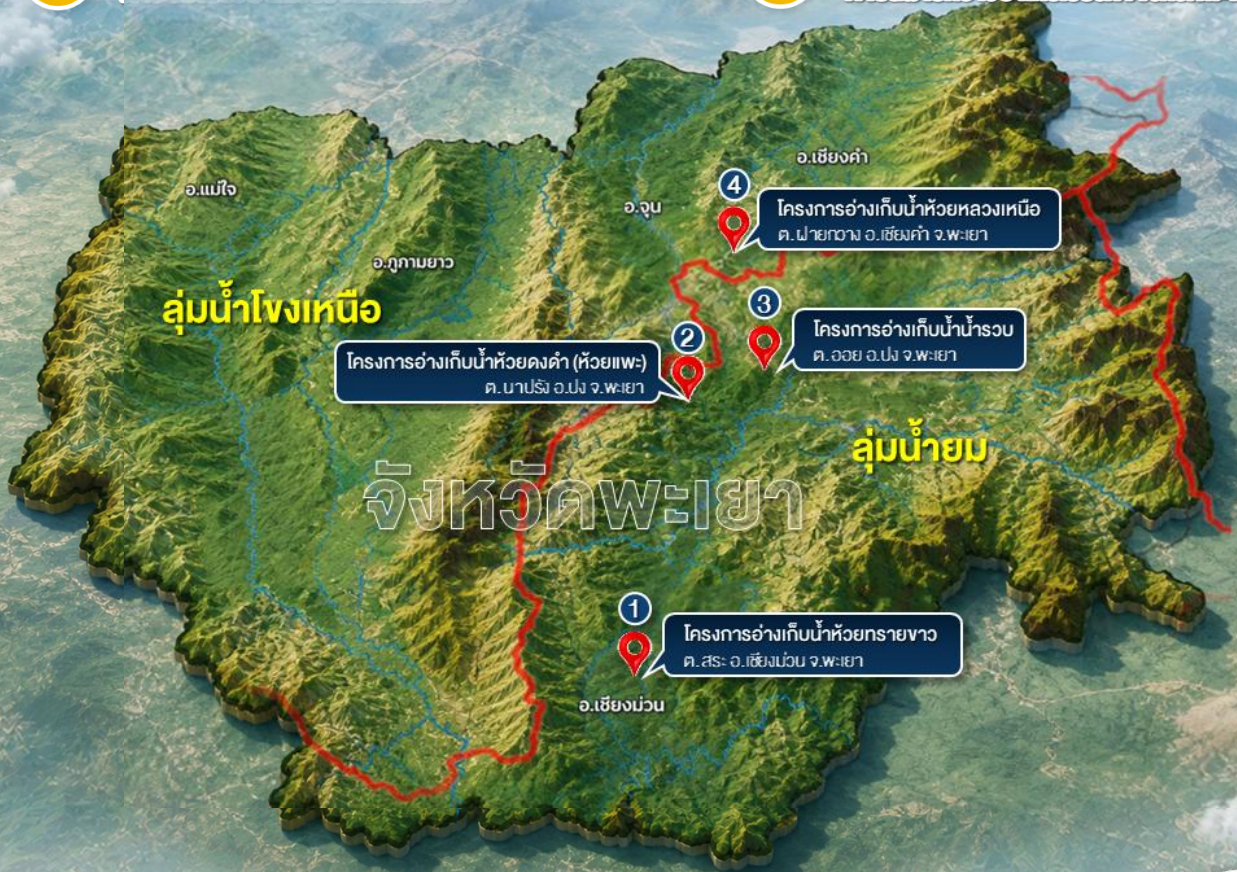 อ.เชียงคำ
อ.แม่ใจ
4
โครงการอ่างเก็บน้ำห้วยหลวงเหนือ
ต.ฝายกวาง อ.เชียงคำ จ.พะเยา
อ.จุน
อ.ภูกามยาว
ลุ่มน้ำโขงเหนือ
3
โครงการอ่างเก็บน้ำน้ำรวบ
ต.ออย อ.ปง จ.พะเยา
2
โครงการอ่างเก็บน้ำห้วยดงดำ (ห้วยแพะ)
ต.นาปรัง อ.ปง จ.พะเยา
ลุ่มน้ำยม
จังหวัดพะเยา
1
โครงการอ่างเก็บน้ำห้วยทรายขาว
ต.สระ อ.เชียงม่วน จ.พะเยา
อ.เชียงม่วน